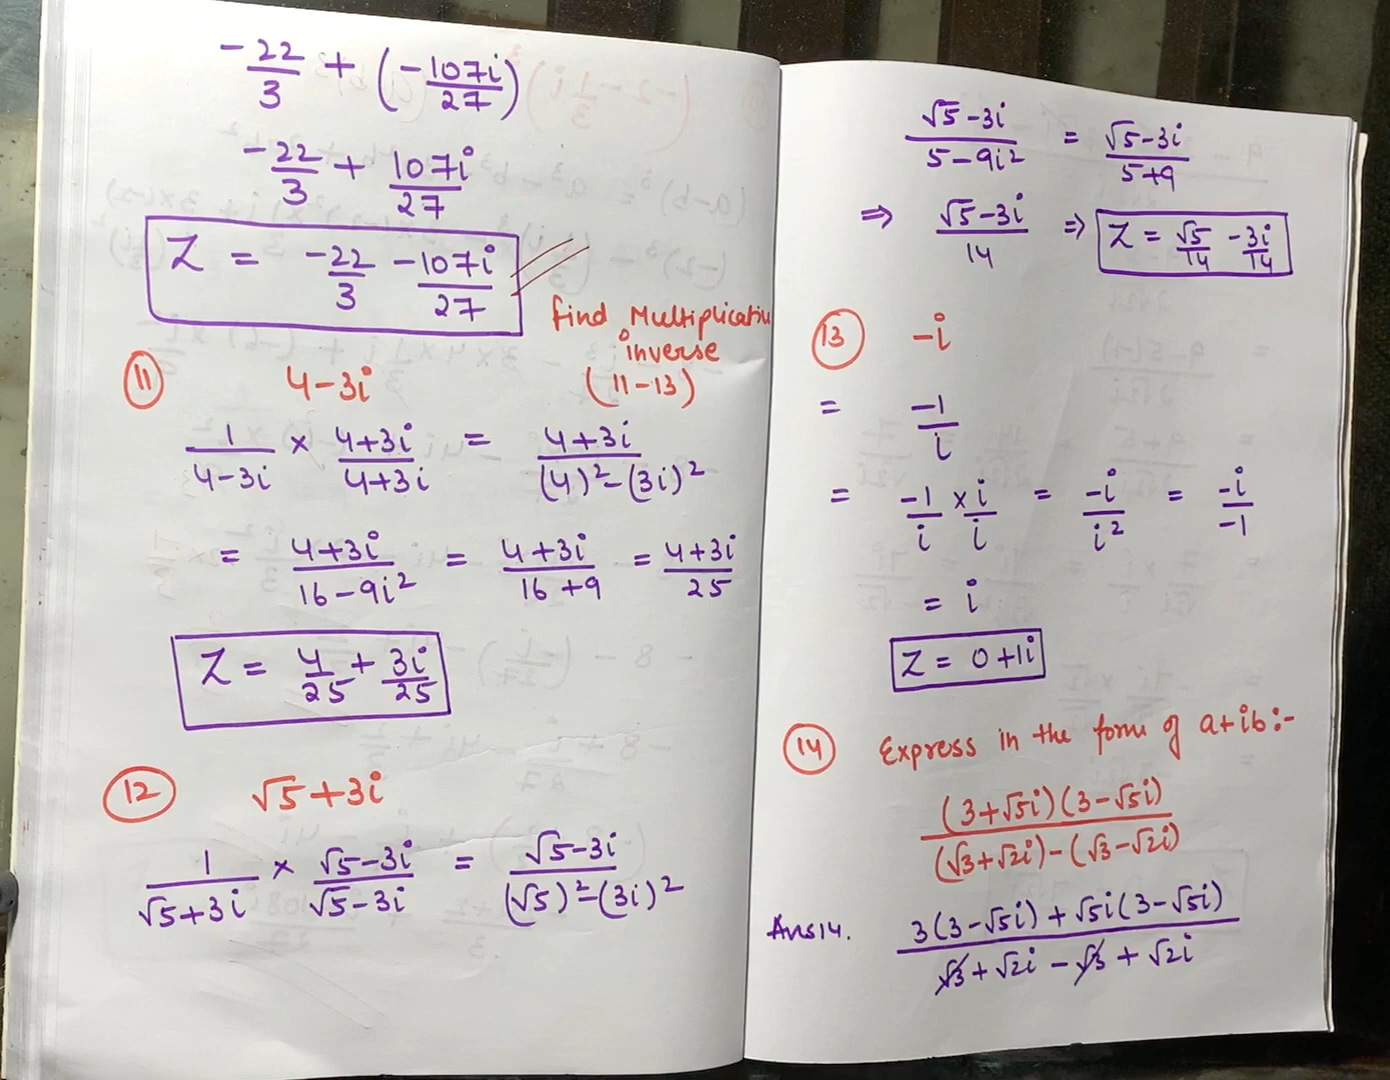 -22/3 + (-107i/27)
-22/3 + 107i/27
Z = -22/3 - 107i/27
find Multiplicative
inverse
(11-13)
(11) 4-3i
1/(4-3i) × (4+3i)/(4+3i) = (4+3i)/((4)²-(3i)²)
= (4+3i)/(16-9i²) = (4+3i)/(16+9) = (4+3i)/25
Z = 4/25 + 3i/25
(12) √5+3i
1/(√5+3i) × (√5-3i)/(√5-3i) = (√5-3i)/((√5)²-(3i)²)
(√5-3i)/(5-9i²) = (√5-3i)/(5+9)
⇒ (√5-3i)/14 ⇒ Z = √5/14 - 3i/14
(13) -i
= -1/i
= -1/i × i/i = -i/i² = -i/-1
= i
Z = 0+1i
(14) Express in the form of a+ib:-
(3+√5i)(3-√5i)/((√3+√2i)-(√3-√2i))
Ans14. (3(3-√5i)+√5i(3-√5i))/(√3+√2i-√3+√2i)